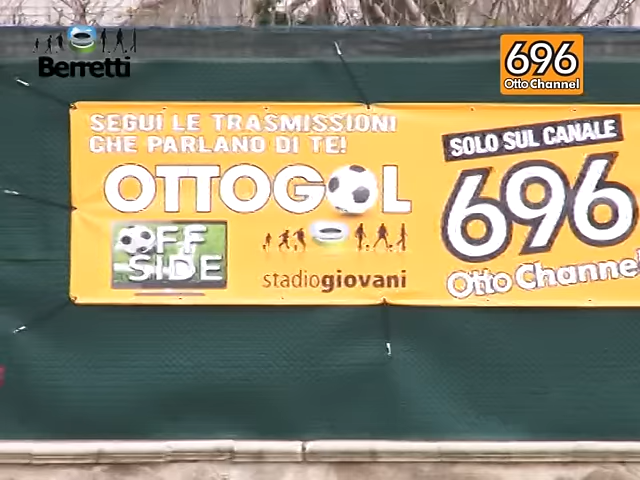 Berretti
696
Otto Channel
SEGUI LE TRASMISSIONI
CHE PARLANO DI TE!
OTTOGOL
OFF
SIDE
stadiogiovani
SOLO SUL CANALE
696
Otto Channel